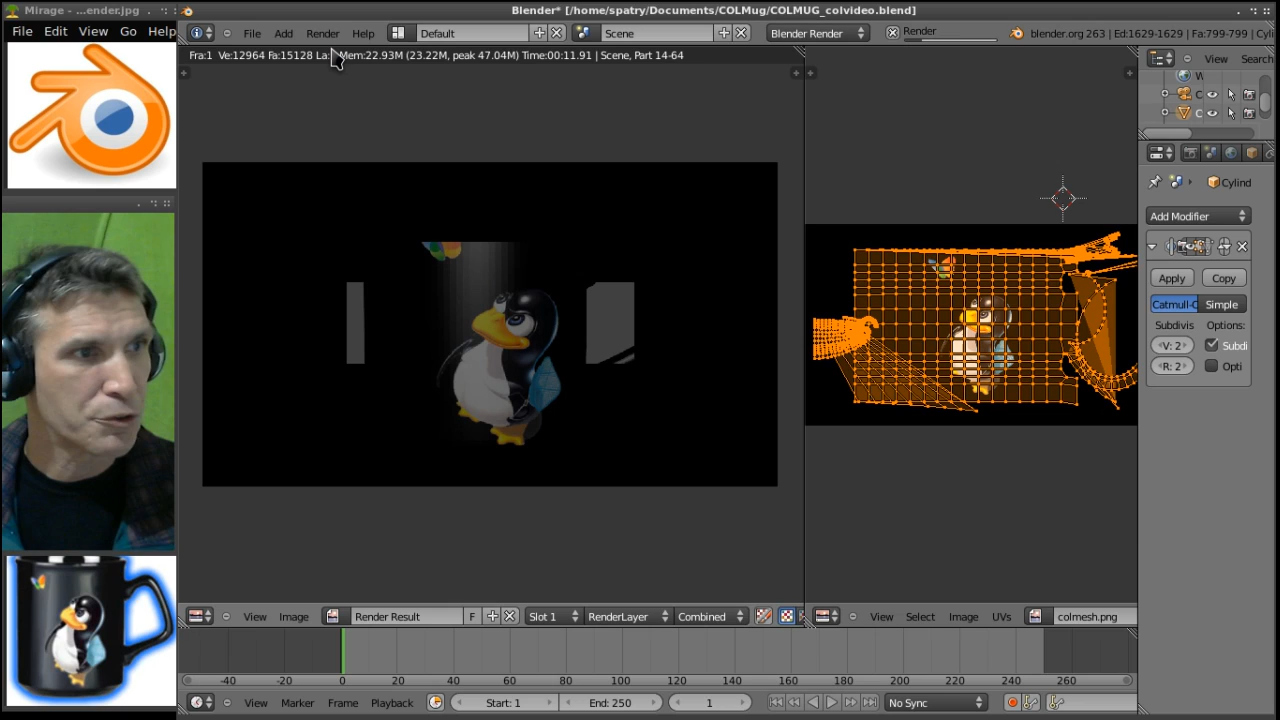 Mirage - ...ender.jpg
Blender* [/home/spatry/Documents/COLMug/COLMUG_colvideo.blend]
File Edit View Go Help
File Add Render Help
Default
Scene
Blender Render
Render
blender.org 263 | Ed:1629-1629 | Fa:799-799 | Cyli
Fra:1 Ve:12964 Fa:15128 La: Mem:22.93M (23.22M, peak 47.04M) Time:00:11.91 | Scene, Part 14-64
View Search
W
C
C
Cylind
Add Modifier
Apply Copy
Catmull-C Simple
Subdivis Options:
V: 2 Subdi
R: 2 Opti
View Image
Render Result
F
Slot 1
RenderLayer
Combined
View Select Image UVs
colmesh.png
-40 -20 0 20 40 60 80 100 120 140 160 180 200 220 240 260
View Marker Frame Playback
Start: 1
End: 250
1
No Sync